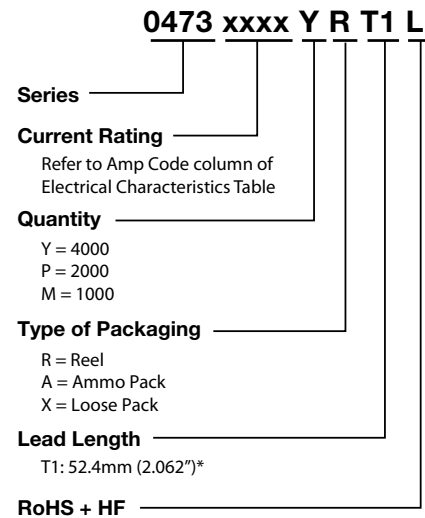 0473 xxxx Y R T1 L
Series
Current Rating
Refer to Amp Code column of
Electrical Characteristics Table
Quantity
Y = 4000
P = 2000
M = 1000
Type of Packaging
R = Reel
A = Ammo Pack
X = Loose Pack
Lead Length
T1: 52.4mm (2.062″)*
RoHS + HF